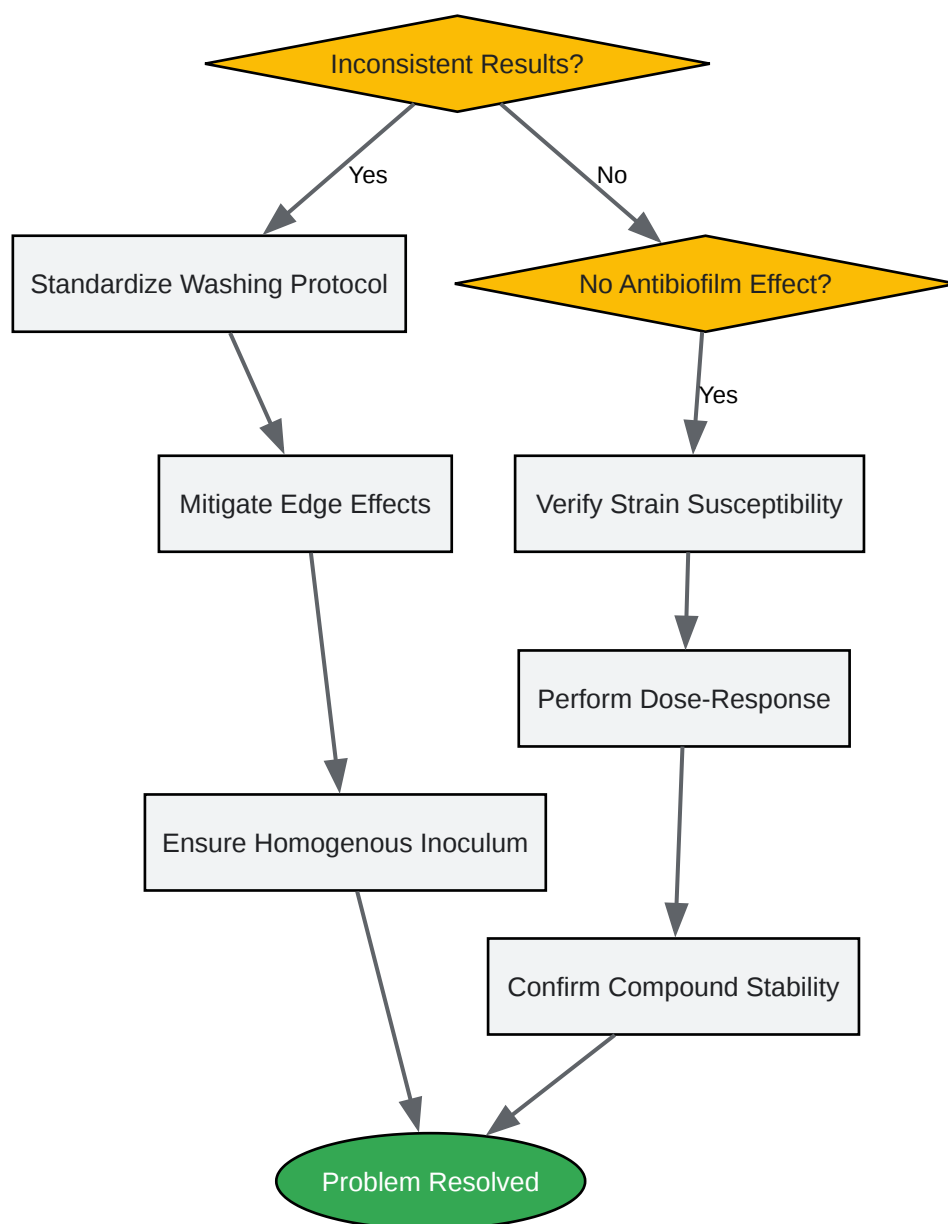 Inconsistent Results?
Yes
No
Standardize Washing Protocol
No Antibiofilm Effect?
Yes
Mitigate Edge Effects
Verify Strain Susceptibility
Perform Dose-Response
Ensure Homogenous Inoculum
Confirm Compound Stability
Problem Resolved